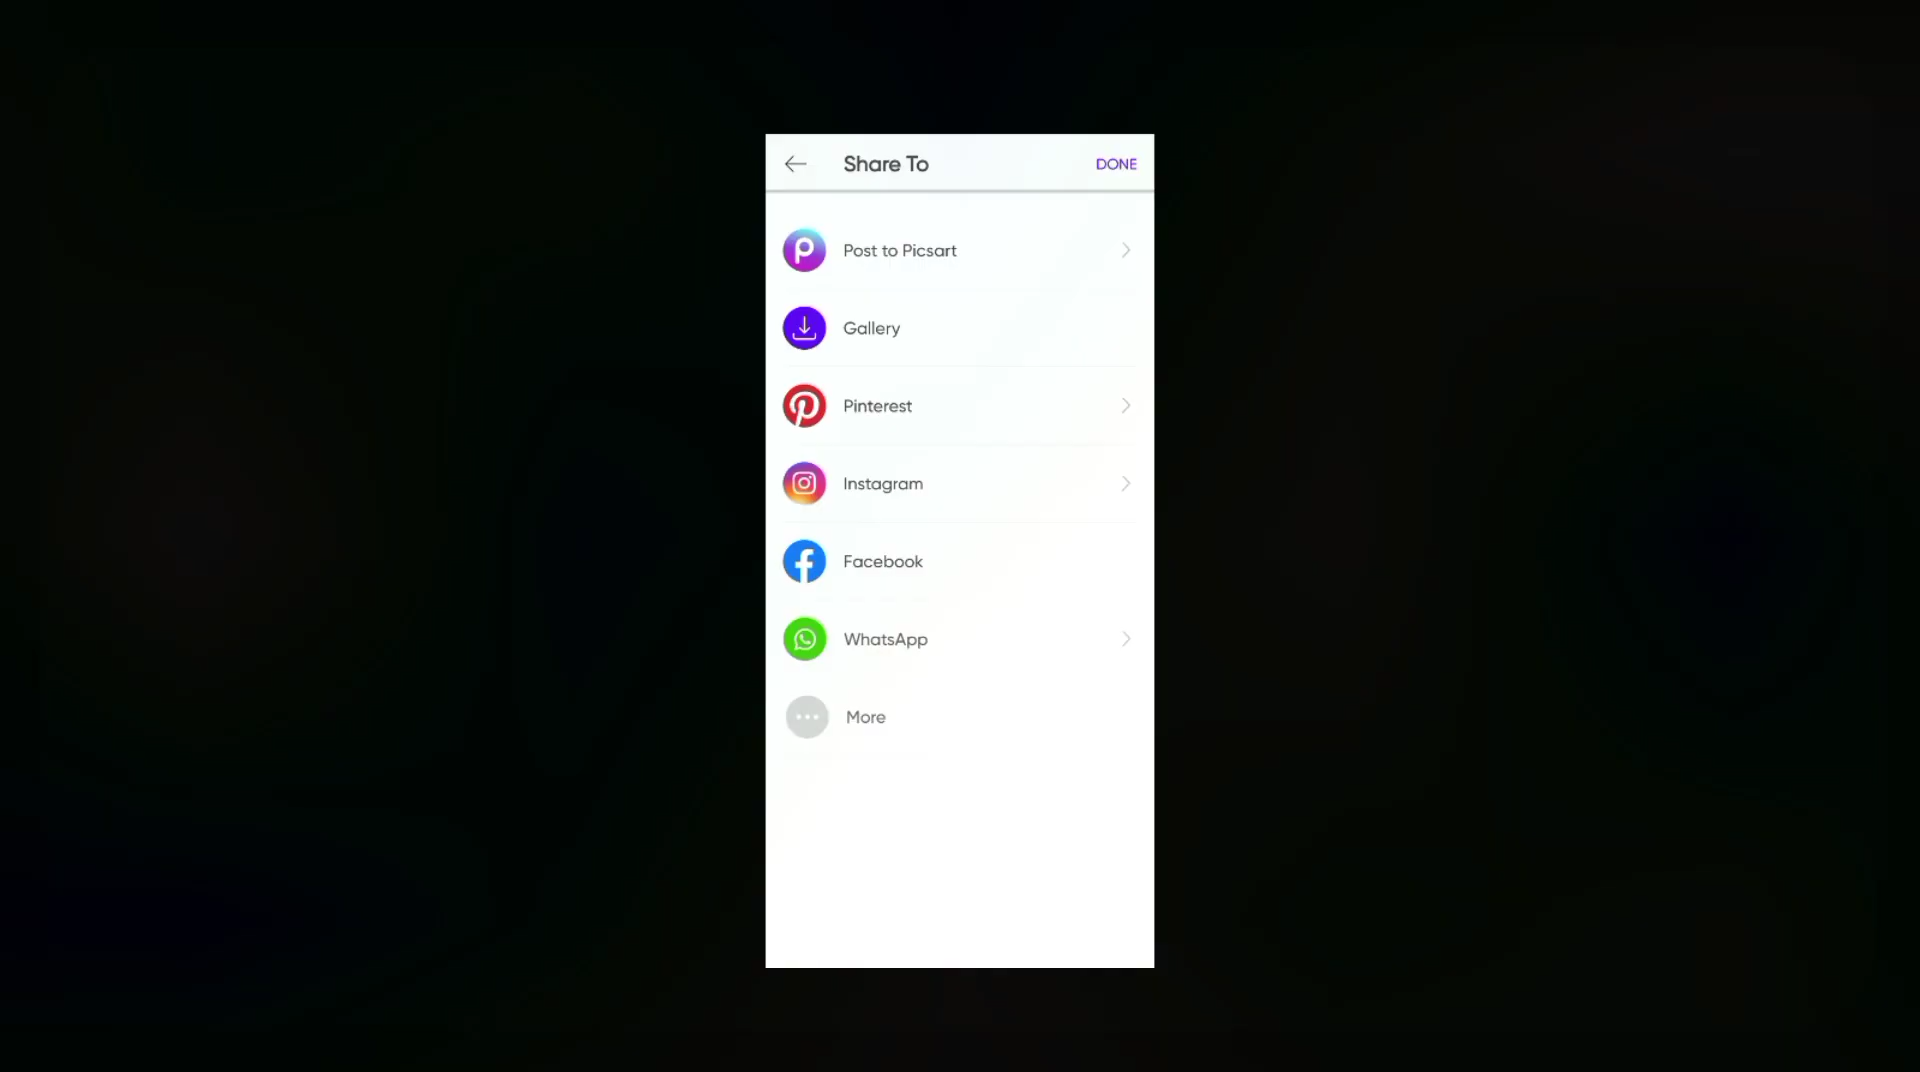 Share To
DONE
Post to Picsart
Gallery
Pinterest
Instagram
Facebook
WhatsApp
More